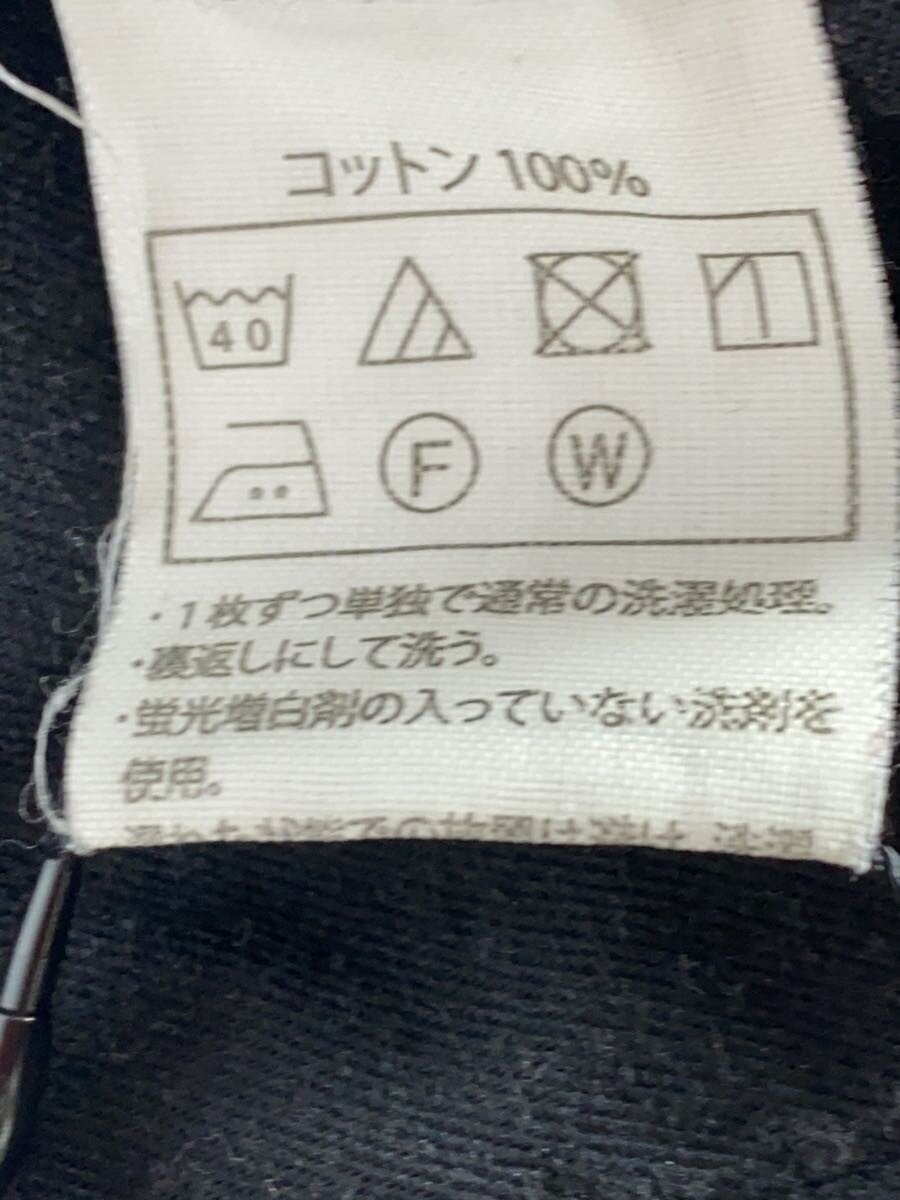 コットン 100%
40
F W
・1枚ずつ単独で通常の洗濯処理。
・裏返しにして洗う。
・蛍光増白剤の入っていない洗剤を
使用。